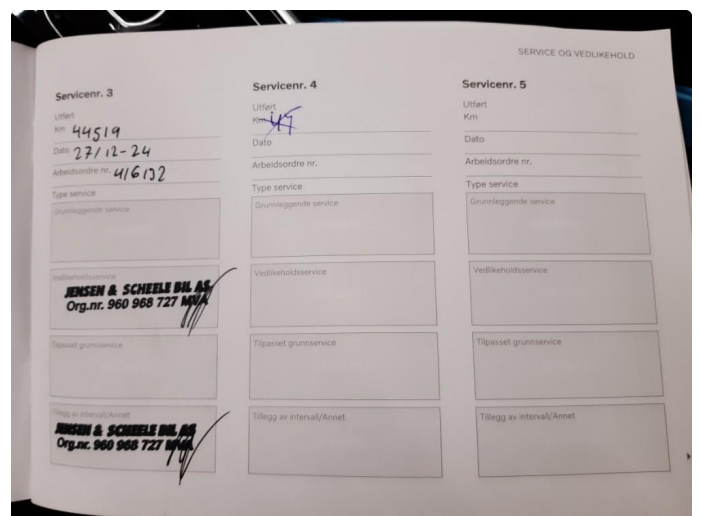 SERVICE OG VEDLIKEHOLD
Servicenr. 3
Utført
Km 44519
Dato 27/12-24
Arbeidsordre nr. 416132
Type service
Grunnleggende service
Vedlikeholdsservice
JENSEN & SCHEELE BIL AS
Org.nr. 960 968 727 MVA
Tilpasset grunnservice
Tillegg av intervall/Annet
JENSEN & SCHEELE BIL AS
Org.nr. 960 968 727 MVA
Servicenr. 4
Utført
Km
Dato
Arbeidsordre nr.
Type service
Grunnleggende service
Vedlikeholdsservice
Tilpasset grunnservice
Tillegg av intervall/Annet
Servicenr. 5
Utført
Km
Dato
Arbeidsordre nr.
Type service
Grunnleggende service
Vedlikeholdsservice
Tilpasset grunnservice
Tillegg av intervall/Annet